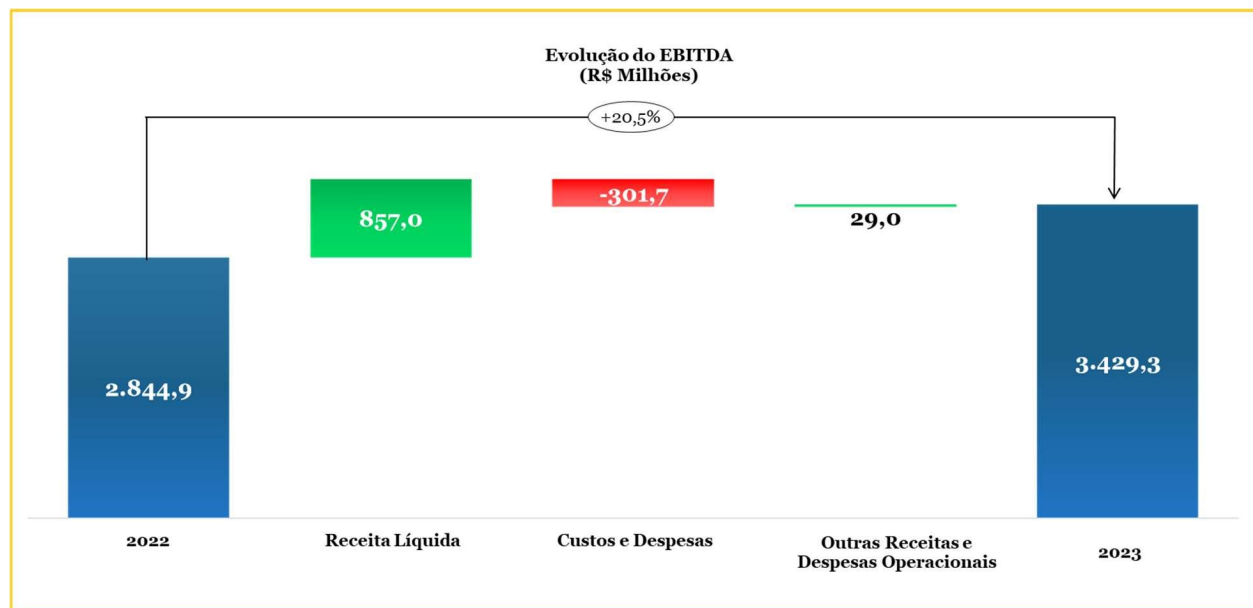 Evolução do EBITDA
(R$ Milhões)
+20,5%
2.844,9
857,0
-301,7
29,0
3.429,3
2022
Receita Líquida
Custos e Despesas
Outras Receitas e
Despesas Operacionais
2023